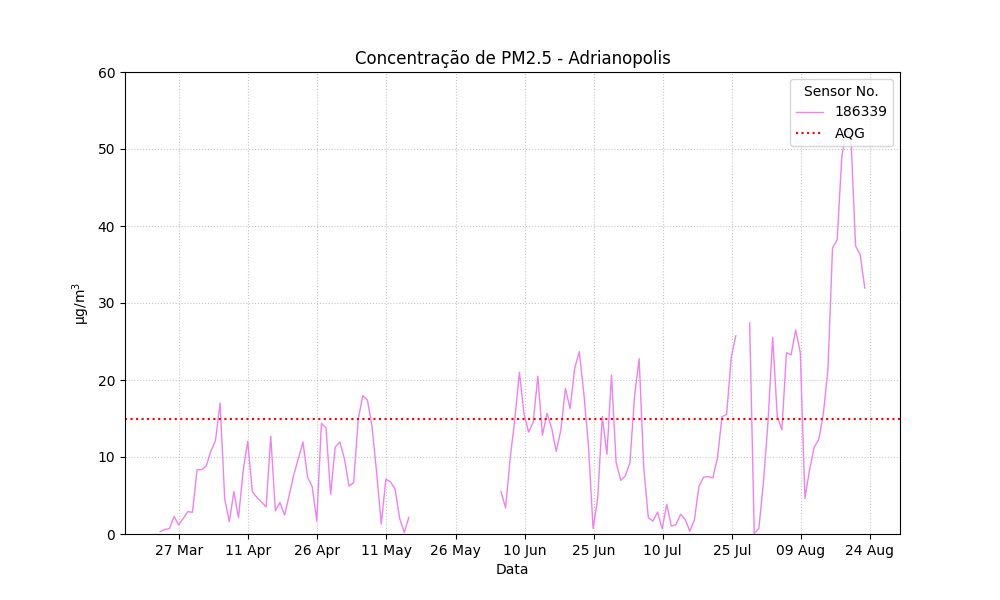 Concentração de PM2.5 - Adrianopolis
Sensor No.
186339
AQG
60
50
40
30
20
10
0
µg/m³
27 Mar 11 Apr 26 Apr 11 May 26 May 10 Jun 25 Jun 10 Jul 25 Jul 09 Aug 24 Aug
Data